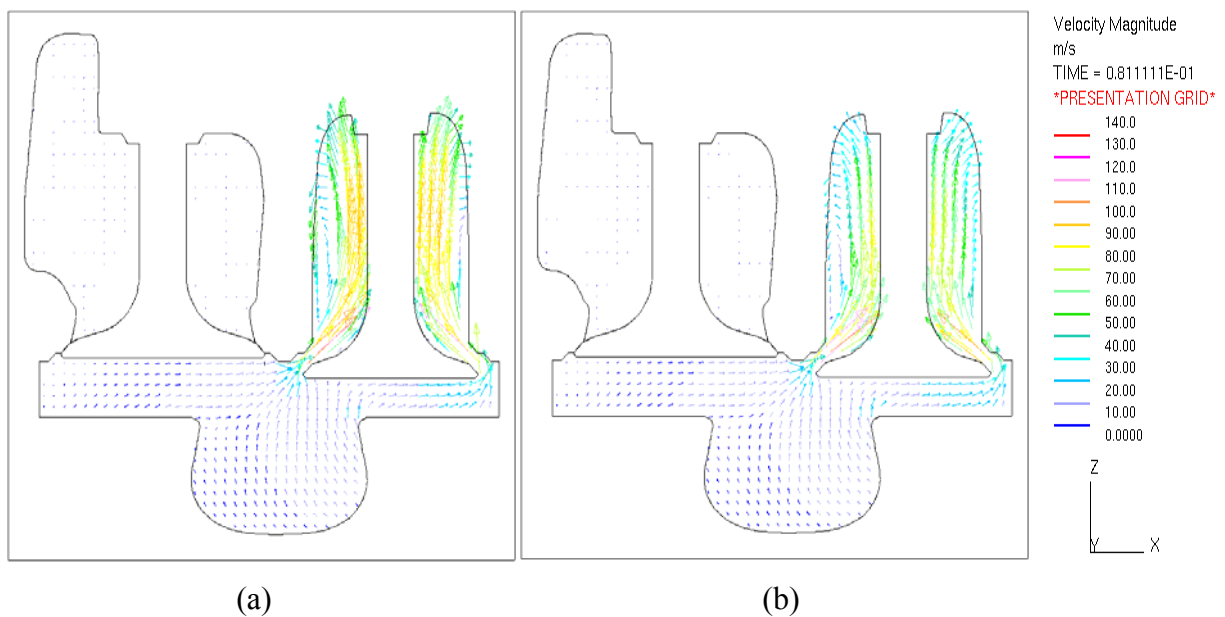 Velocity Magnitude
m/s
TIME = 0.811111E-01
*PRESENTATION GRID*
140.0
130.0
120.0
110.0
100.0
90.00
80.00
70.00
60.00
50.00
40.00
30.00
20.00
10.00
0.0000
Z
Y X
(a) (b)